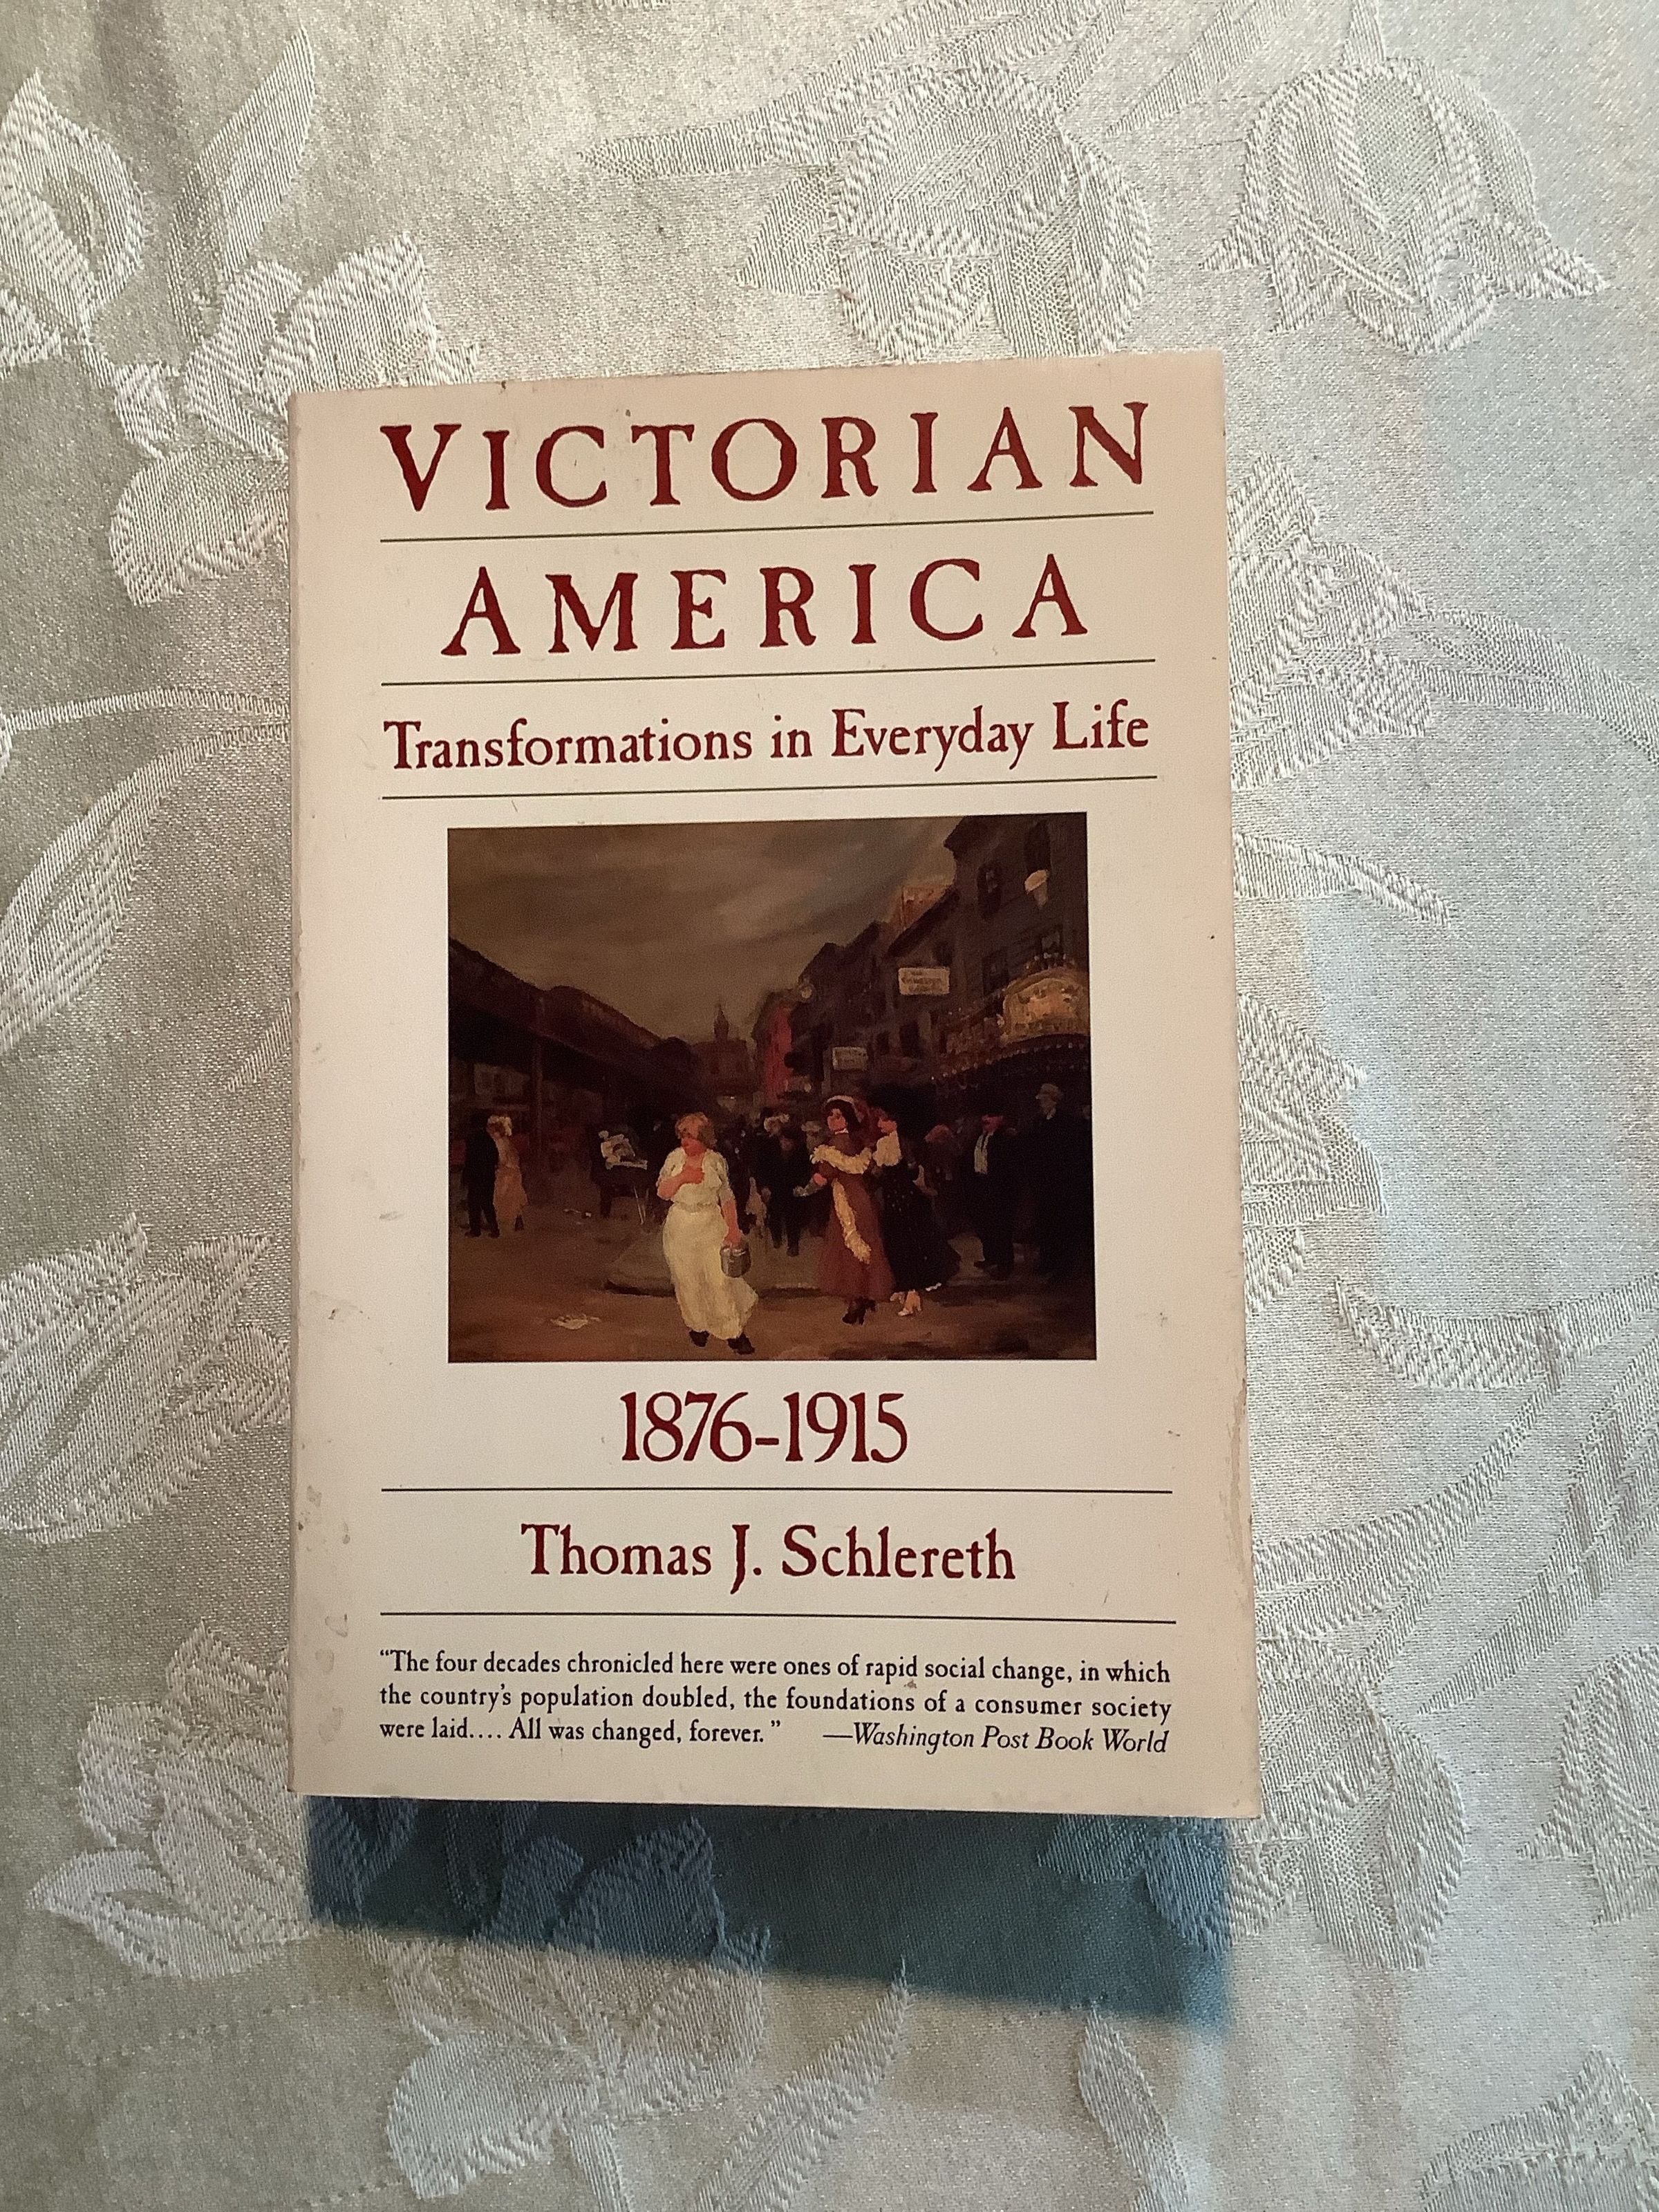 VICTORIAN
AMERICA
Transformations in Everyday Life
1876-1915
Thomas J. Schlereth
“The four decades chronicled here were ones of rapid social change, in which
the country's population doubled, the foundations of a consumer society
were laid.... All was changed, forever.” —Washington Post Book World